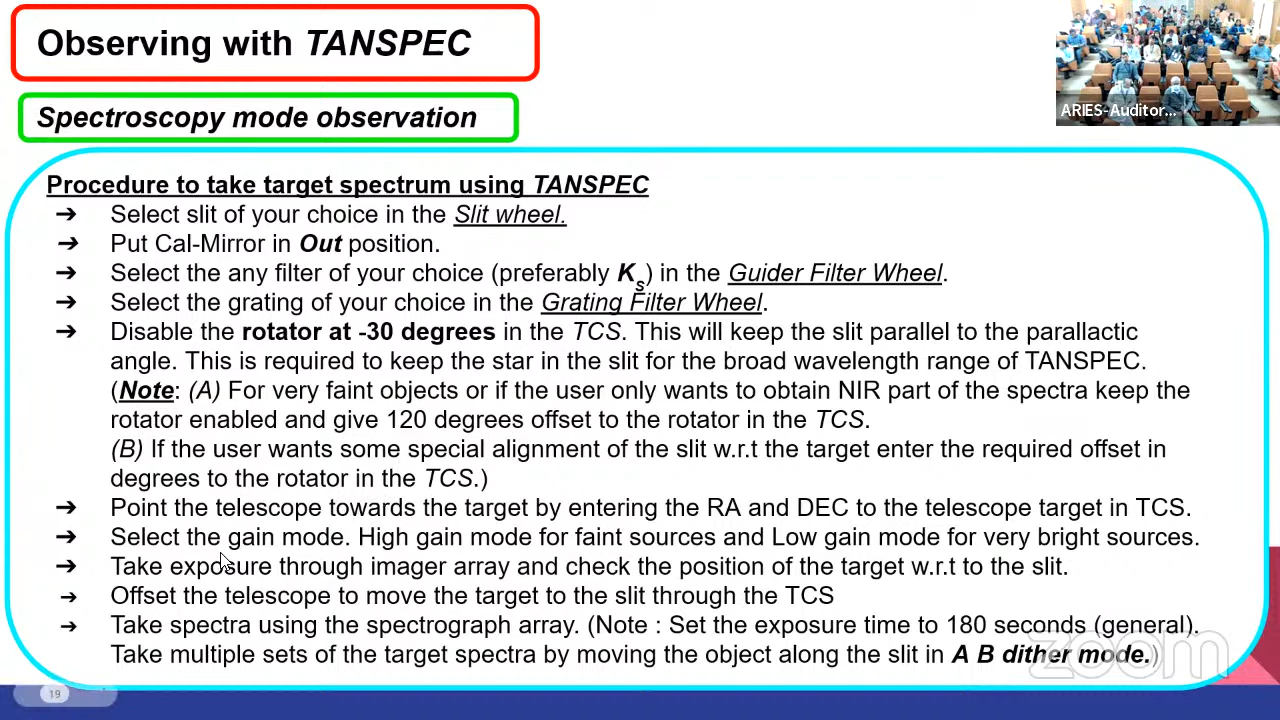 Observing with TANSPEC
ARIES-Auditor...
Spectroscopy mode observation
Procedure to take target spectrum using TANSPEC
➔ Select slit of your choice in the Slit wheel.
➔ Put Cal-Mirror in Out position.
➔ Select the any filter of your choice (preferably Ks) in the Guider Filter Wheel.
➔ Select the grating of your choice in the Grating Filter Wheel.
➔ Disable the rotator at -30 degrees in the TCS. This will keep the slit parallel to the parallactic
angle. This is required to keep the star in the slit for the broad wavelength range of TANSPEC.
(Note: (A) For very faint objects or if the user only wants to obtain NIR part of the spectra keep the
rotator enabled and give 120 degrees offset to the rotator in the TCS.
(B) If the user wants some special alignment of the slit w.r.t the target enter the required offset in
degrees to the rotator in the TCS.)
➔ Point the telescope towards the target by entering the RA and DEC to the telescope target in TCS.
➔ Select the gain mode. High gain mode for faint sources and Low gain mode for very bright sources.
➔ Take exposure through imager array and check the position of the target w.r.t to the slit.
→ Offset the telescope to move the target to the slit through the TCS
→ Take spectra using the spectrograph array. (Note : Set the exposure time to 180 seconds (general).
Take multiple sets of the target spectra by moving the object along the slit in A B dither mode.)
zoom
19